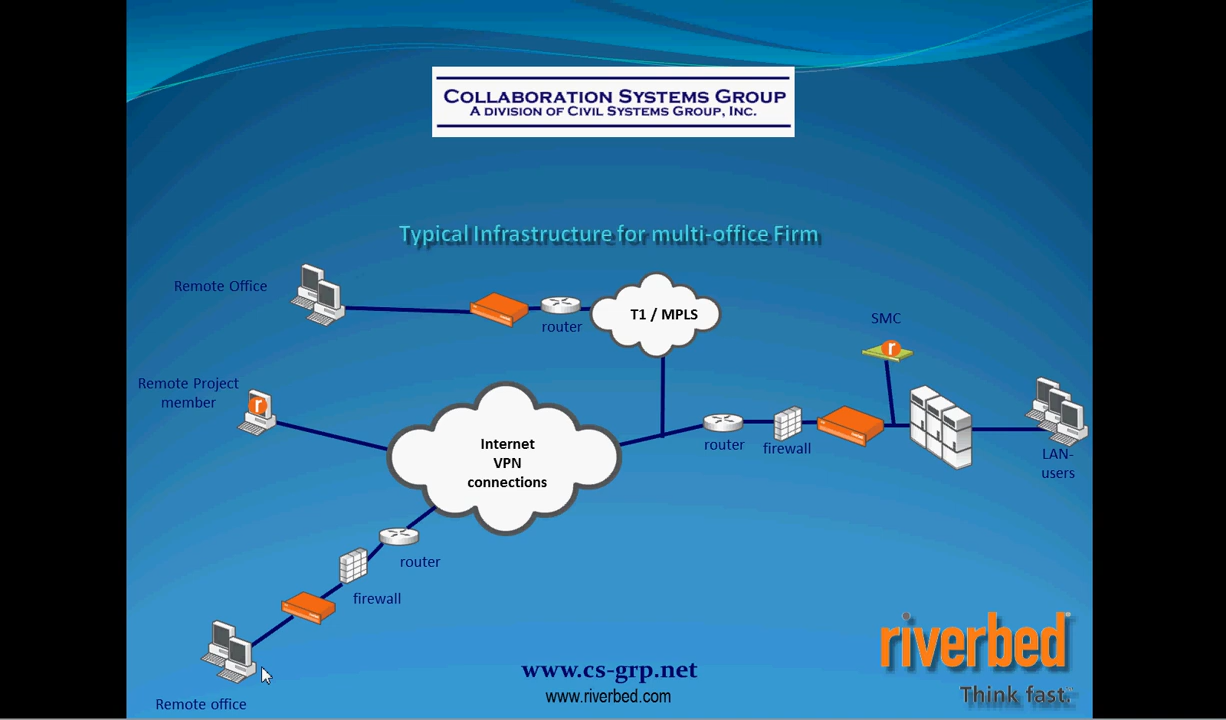 COLLABORATION SYSTEMS GROUP
A DIVISION OF CIVIL SYSTEMS GROUP, INC.
Typical Infrastructure for multi-office Firm
Remote Office
router
T1 / MPLS
SMC
r
Remote Project
member
r
Internet
VPN
connections
router
firewall
LAN-
users
router
firewall
Remote office
www.cs-grp.net
www.riverbed.com
riverbed
Think fast.